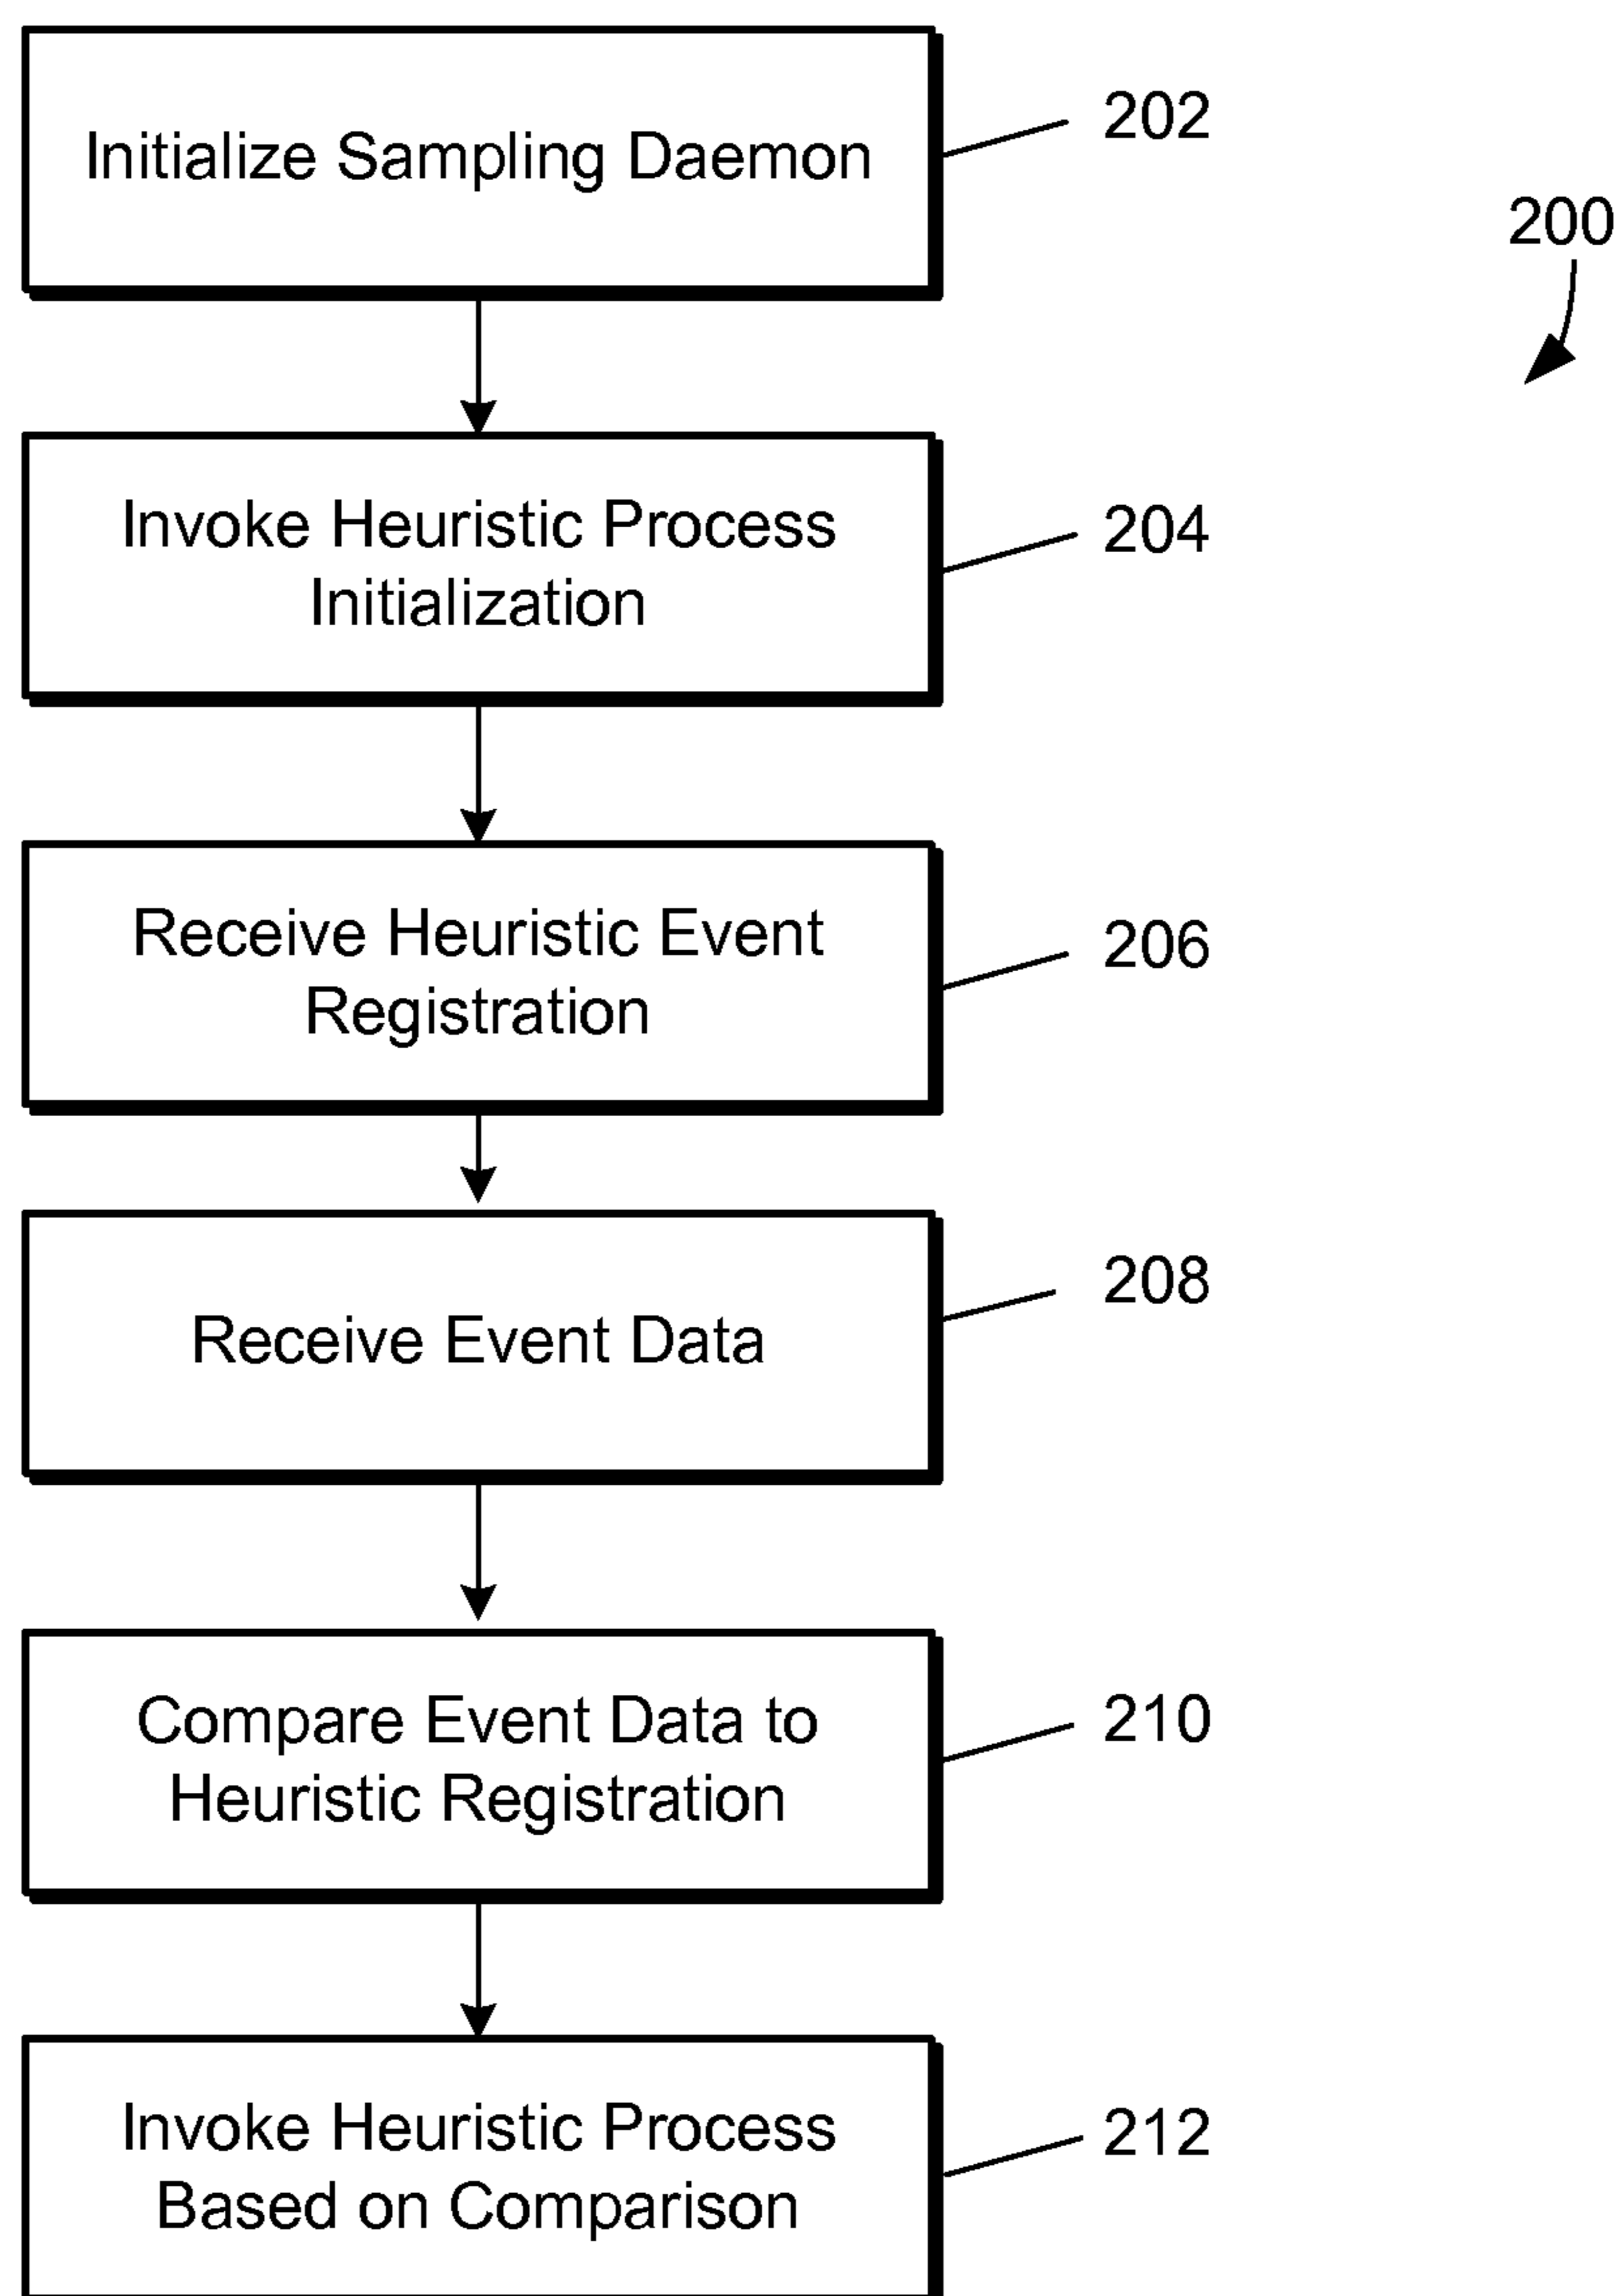 Initialize Sampling Daemon
202
200
Invoke Heuristic Process
Initialization
204
Receive Heuristic Event
Registration
206
Receive Event Data
208
Compare Event Data to
Heuristic Registration
210
Invoke Heuristic Process
Based on Comparison
212